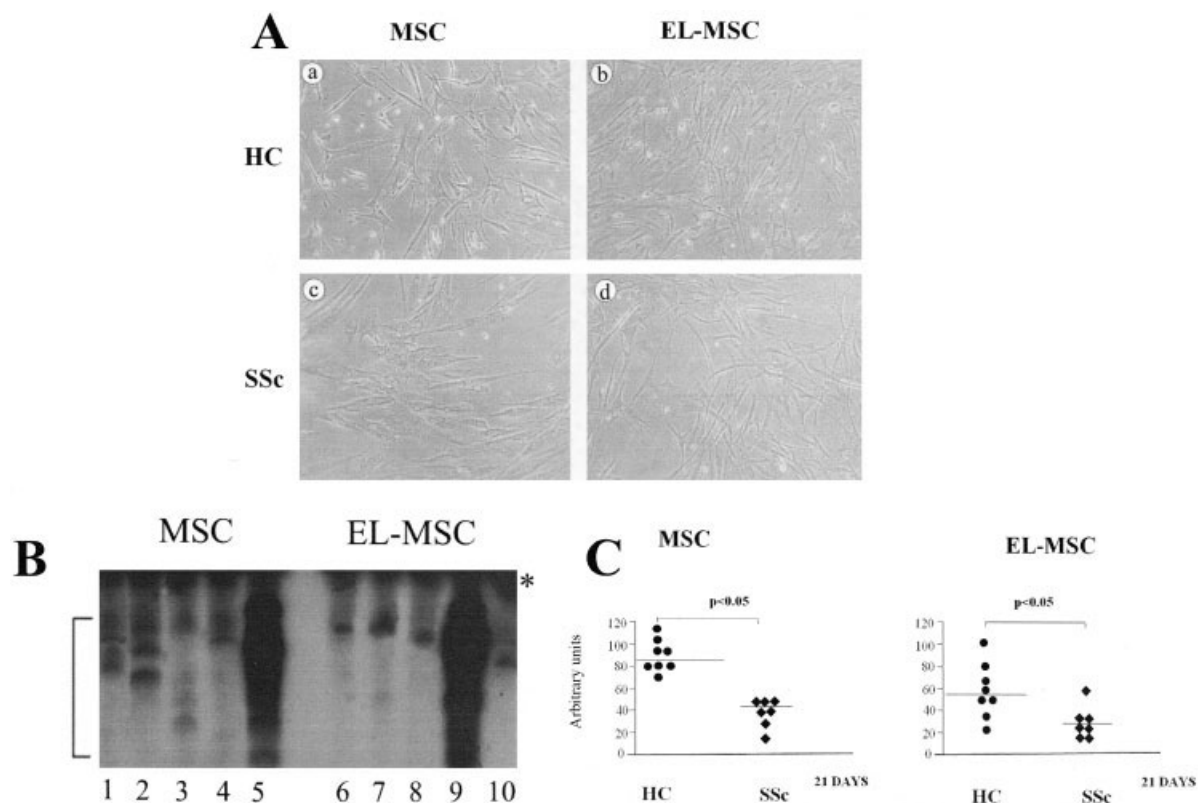 A
MSC EL-MSC
a b
HC
c d
SSc
B
MSC EL-MSC
*
1 2 3 4 5 6 7 8 9 10
C
MSC
EL-MSC
p<0.05
p<0.05
Arbitrary units
120
100
80
60
40
20
0
120
100
80
60
40
20
0
21 DAYS
21 DAYS
HC SSc
HC SSc